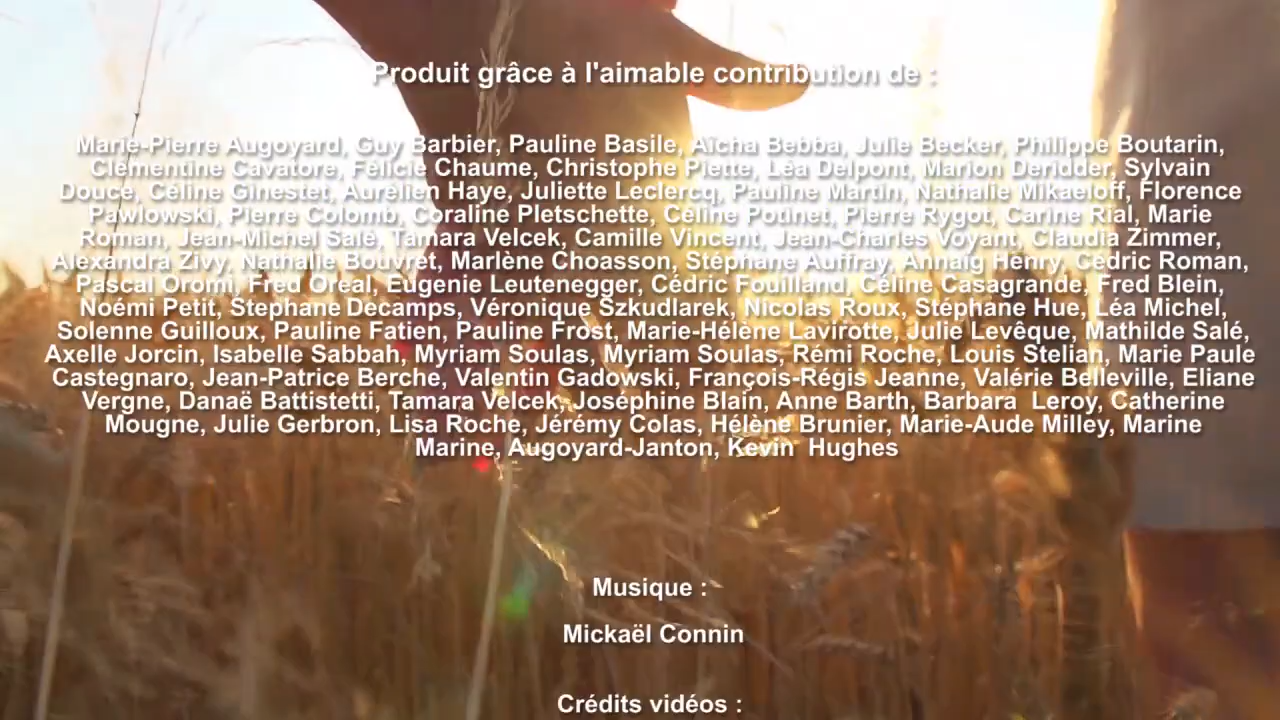 Produit grâce à l'aimable contribution de :
Marie-Pierre Augoyard, Guy Barbier, Pauline Basile, Aïcha Bebba, Julie Becker, Philippe Boutarin,
Clémentine Cavatore, Félicie Chaume, Christophe Piette, Léa Delpont, Marion Deridder, Sylvain
Douce, Céline Ginestet, Aurélien Haye, Juliette Leclercq, Pauline Martin, Nathalie Mikaeloff, Florence
Pawlowski, Pierre Colomb, Coraline Pletschette, Céline Potinet, Pierre Rygot, Carine Rial, Marie
Roman, Jean-Michel Salé, Tamara Velcek, Camille Vincent, Jean-Charles Voyant, Claudia Zimmer,
Alexandra Zivy, Nathalie Bouvret, Marlène Choasson, Stéphane Auffray, Annaig Henry, Cédric Roman,
Pascal Oromi, Fred Oreal, Eugenie Leutenegger, Cédric Fouilland, Céline Casagrande, Fred Blein,
Noémi Petit, Stephane Decamps, Véronique Szkudlarek, Nicolas Roux, Stéphane Hue, Léa Michel,
Solenne Guilloux, Pauline Fatien, Pauline Frost, Marie-Hélène Lavirotte, Julie Levêque, Mathilde Salé,
Axelle Jorcin, Isabelle Sabbah, Myriam Soulas, Myriam Soulas, Rémi Roche, Louis Stelian, Marie Paule
Castegnaro, Jean-Patrice Berche, Valentin Gadowski, François-Régis Jeanne, Valérie Belleville, Eliane
Vergne, Danaë Battistetti, Tamara Velcek, Joséphine Blain, Anne Barth, Barbara  Leroy, Catherine
Mougne, Julie Gerbron, Lisa Roche, Jérémy Colas, Hélène Brunier, Marie-Aude Milley, Marine
Marine, Augoyard-Janton, Kevin  Hughes
Musique :
Mickaël Connin
Crédits vidéos :